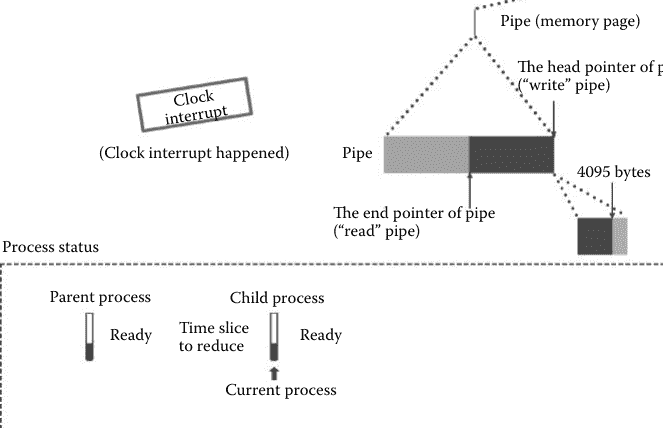 Pipe (memory page)
The head pointer of
(“write” pipe)
Clock
interrupt
(Clock interrupt happened)
Pipe
4095 bytes
The end pointer of pipe
(“read” pipe)
Process status
Parent process
Child process
Ready
Time slice
to reduce
Ready
Current process